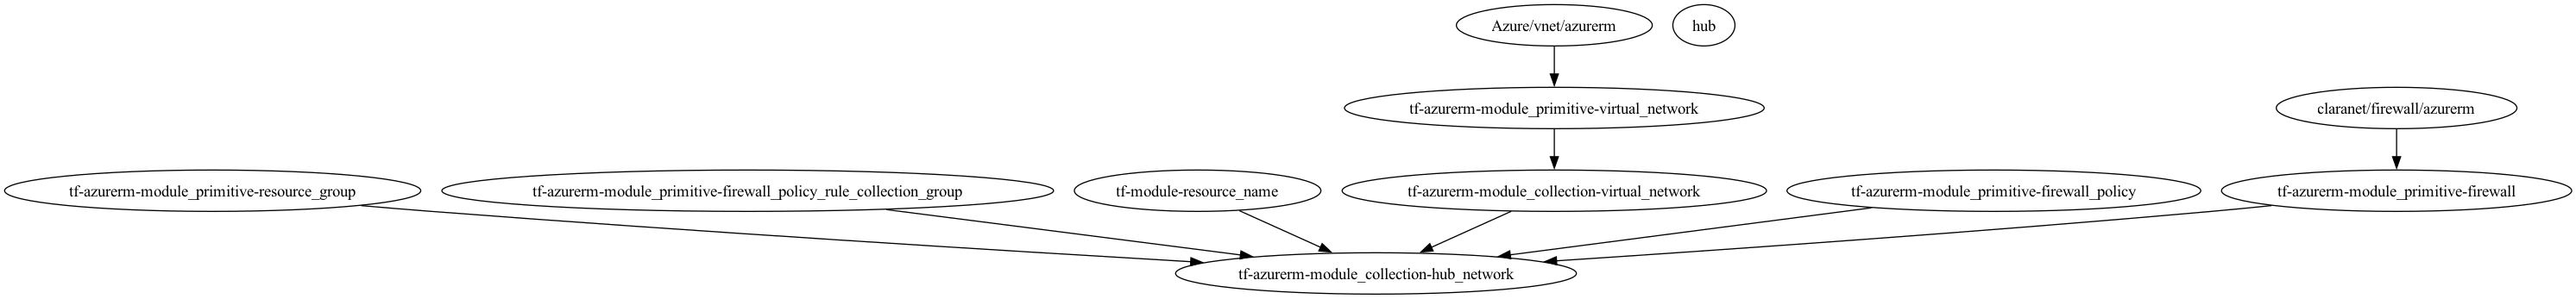 Azure/vnet/azurerm
hub
tf-azurerm-module_primitive-virtual_network
claranet/firewall/azurerm
tf-azurerm-module_primitive-resource_group
tf-azurerm-module_primitive-firewall_policy_rule_collection_group
tf-module-resource_name
tf-azurerm-module_collection-virtual_network
tf-azurerm-module_primitive-firewall_policy
tf-azurerm-module_primitive-firewall
tf-azurerm-module_collection-hub_network